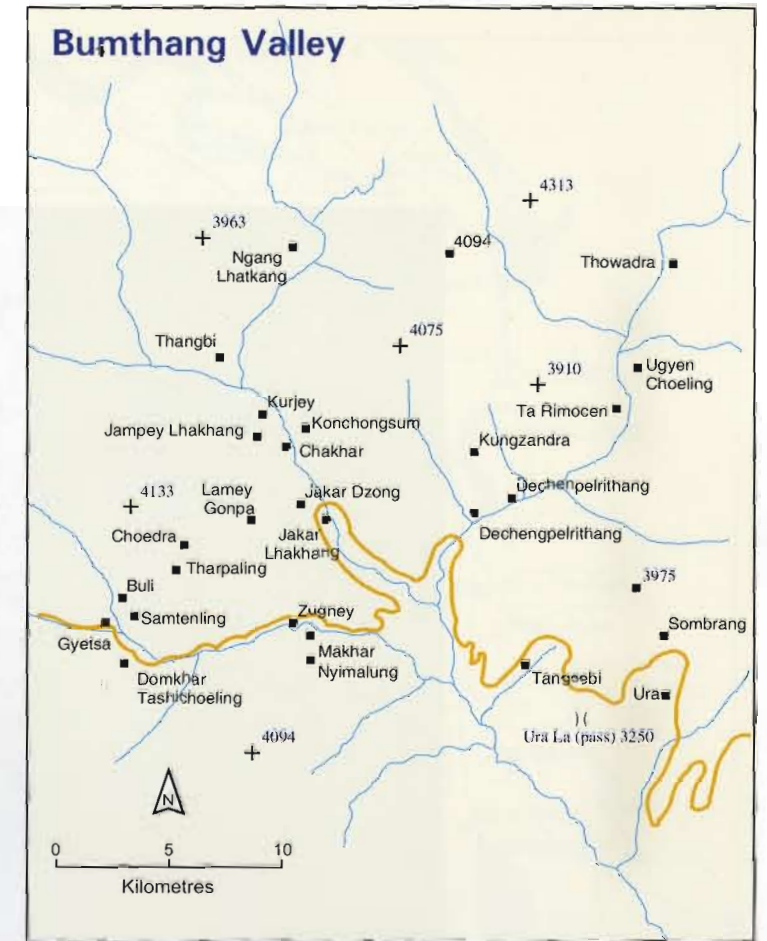 Bumthang Valley
4313
3963
4094
Ngang
Lhatkang
Thowadra
4075
Thangbi
3910
Ugyen
Choeling
Kurjey
Ta Rimocen
Jampey Lhakhang
Konchongsum
Chakhar
Kungzandra
4133
Lamey
Gonpa
Jakar Dzong
Dechenpelrithang
Choedra
Jakar
Lhakhang
Dechengpelrithang
Tharpaling
3975
Buli
Samtenling
Zugney
Sombrang
Gyetsa
Makhar
Nyimalung
Domkhar
Tashichoeling
Tangsebi
Ura
Ura La (pass) 3250
4094
N
0 5 10
Kilometres